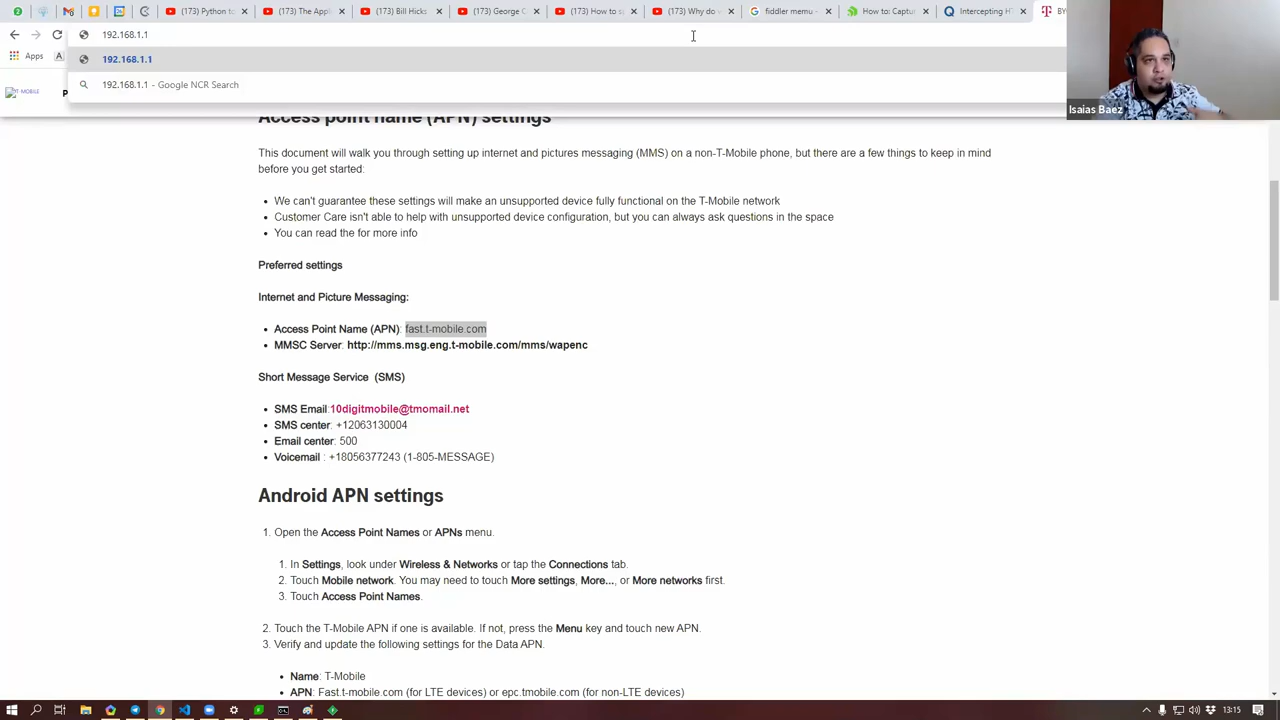 (173) Python to
(173) The Appl
(173) Bill Hicks
(173) George C
(173) How to s
(173) Why do
fiddler memu
How to: Captu
Intercepting H
192.168.1.1
Apps
192.168.1.1
192.168.1.1 - Google NCR Search
T-MOBILE
Isaias Baez
Access point name (APN) settings
This document will walk you through setting up internet and pictures messaging (MMS) on a non-T-Mobile phone, but there are a few things to keep in mind
before you get started:
We can't guarantee these settings will make an unsupported device fully functional on the T-Mobile network
Customer Care isn't able to help with unsupported device configuration, but you can always ask questions in the space
You can read the for more info
Preferred settings
Internet and Picture Messaging:
Access Point Name (APN): fast.t-mobile.com
MMSC Server: http://mms.msg.eng.t-mobile.com/mms/wapenc
Short Message Service (SMS)
SMS Email:10digitmobile@tmomail.net
SMS center: +12063130004
Email center: 500
Voicemail : +18056377243 (1-805-MESSAGE)
Android APN settings
1. Open the Access Point Names or APNs menu.
1. In Settings, look under Wireless & Networks or tap the Connections tab.
2. Touch Mobile network. You may need to touch More settings, More..., or More networks first.
3. Touch Access Point Names.
2. Touch the T-Mobile APN if one is available. If not, press the Menu key and touch new APN.
3. Verify and update the following settings for the Data APN.
Name: T-Mobile
APN: Fast.t-mobile.com (for LTE devices) or epc.tmobile.com (for non-LTE devices)
13:15